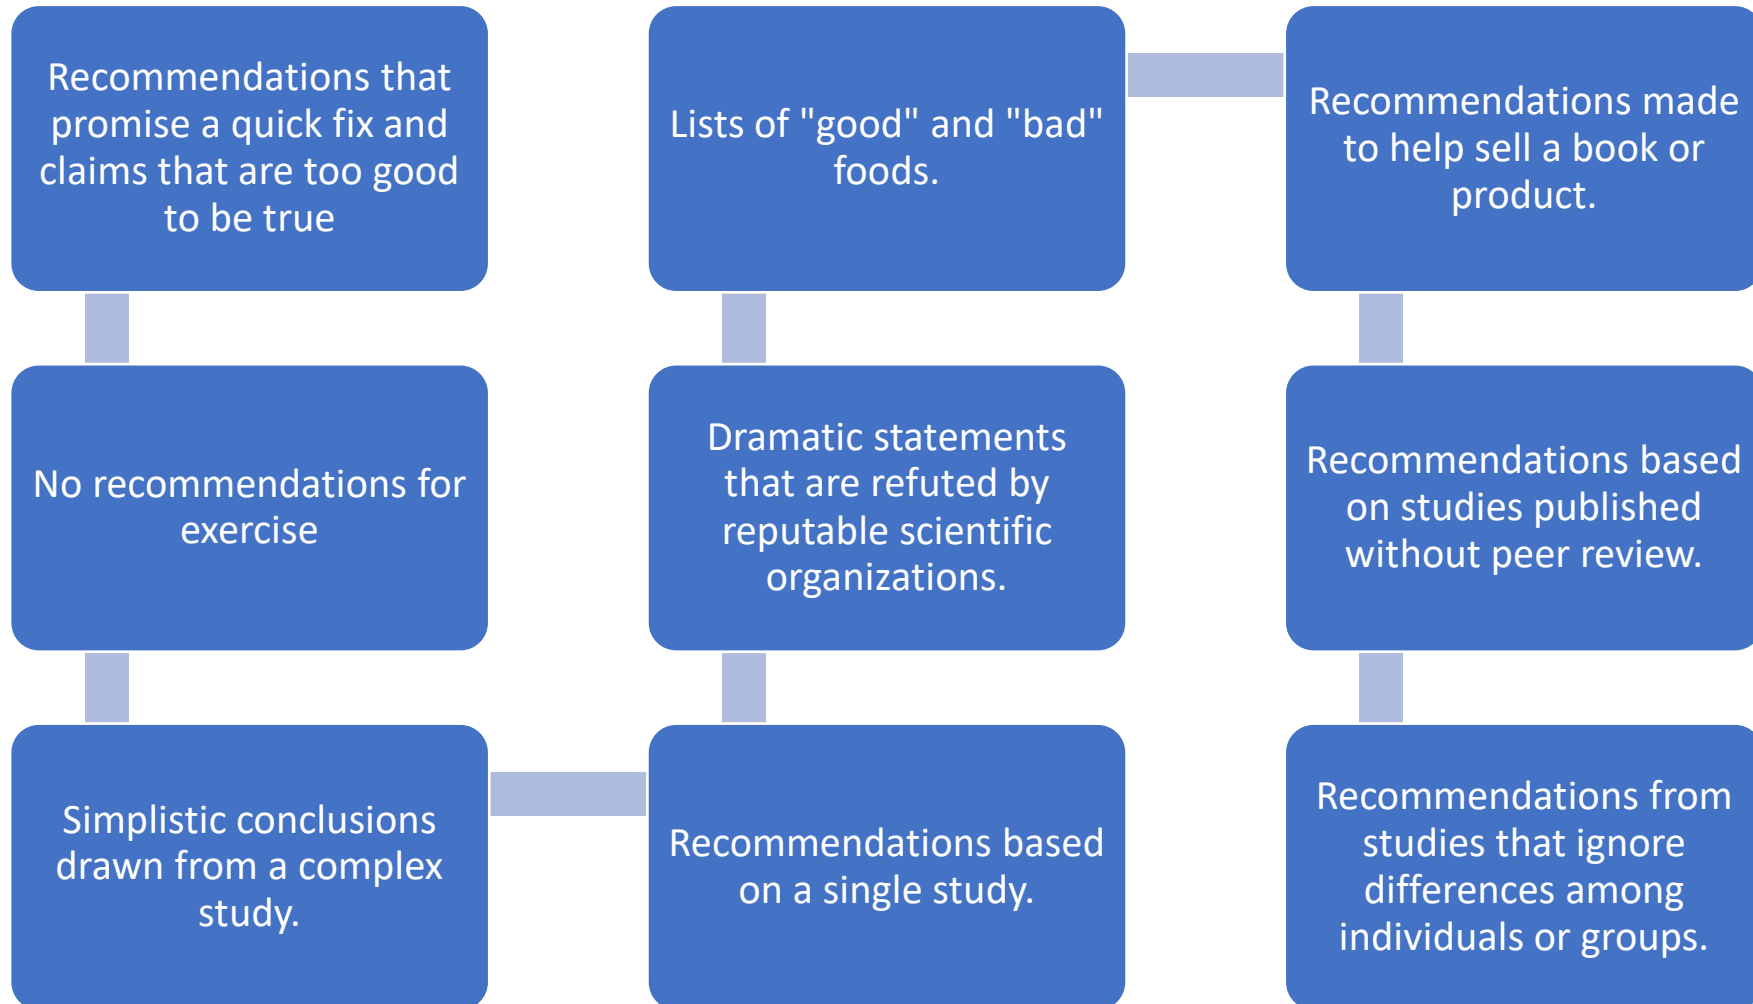 Recommendations that
promise a quick fix and
claims that are too good
to be true
No recommendations for
exercise
Simplistic conclusions
drawn from a complex
study.
Recommendations based
on a single study.
Dramatic statements
that are refuted by
reputable scientific
organizations.
Lists of "good" and "bad"
foods.
Recommendations made
to help sell a book or
product.
Recommendations based
on studies published
without peer review.
Recommendations from
studies that ignore
differences among
individuals or groups.